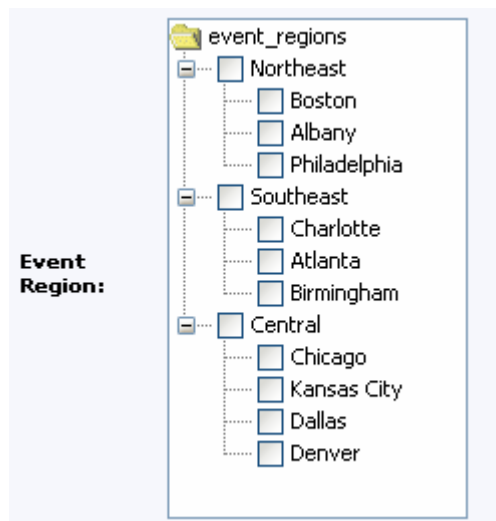 event_regions
Northeast
Boston
Albany
Philadelphia
Southeast
Charlotte
Atlanta
Birmingham
Central
Chicago
Kansas City
Dallas
Denver
Event
Region: